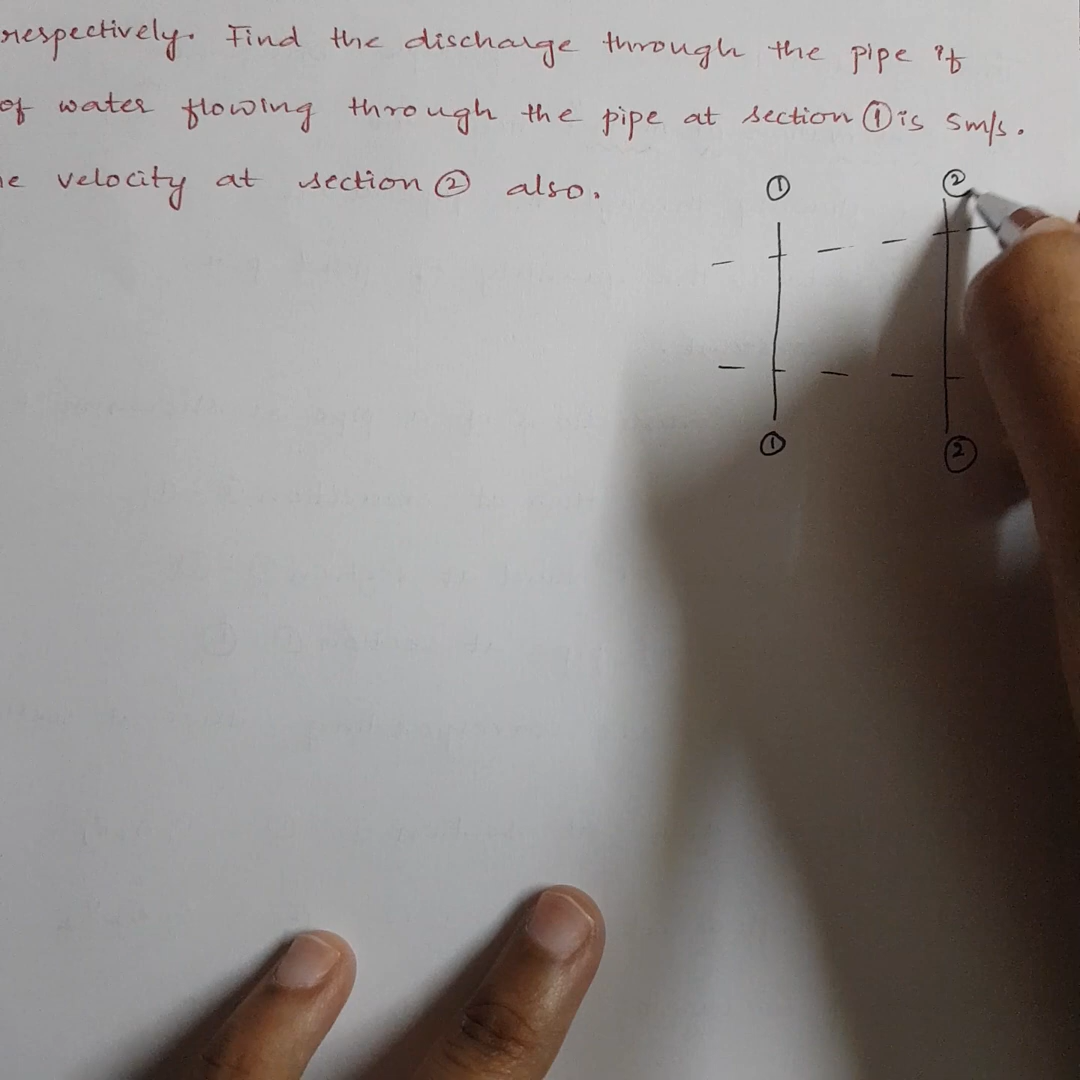 respectively. Find the discharge through the pipe if
of water flowing through the pipe at section ① is 5m/s.
velocity at section ② also.
① ②
① ②